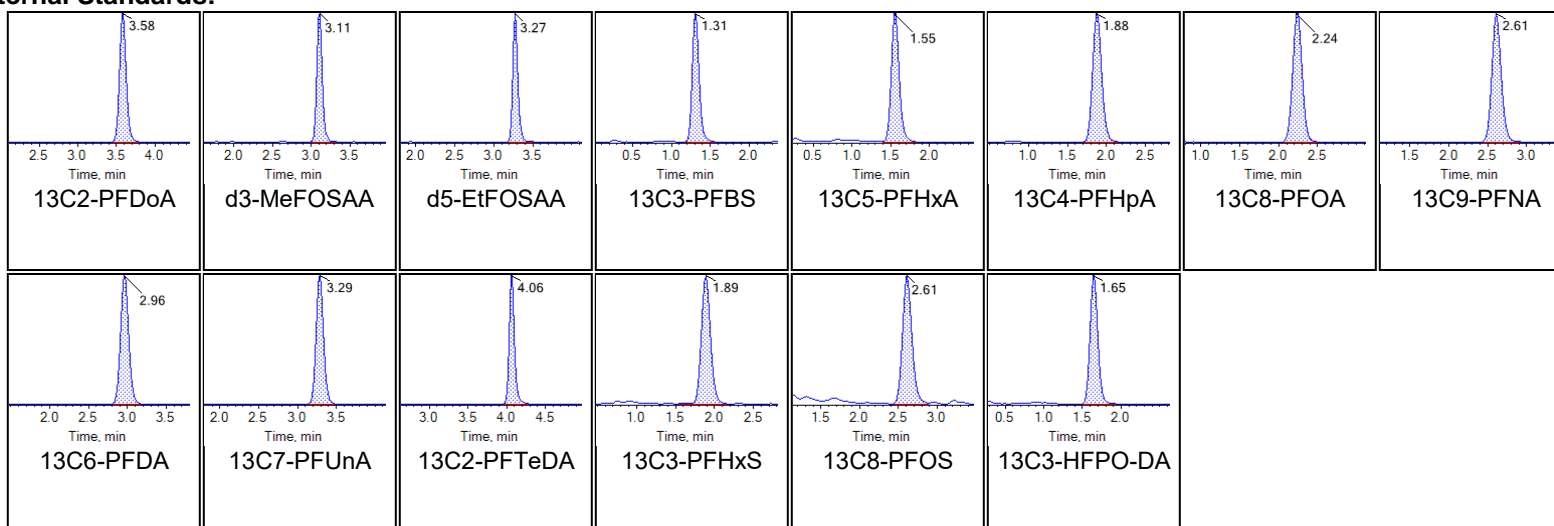 ternal Standards:
3.58 3.11 3.27 1.31 1.55 1.88 2.24 2.61
2.5 3.0 3.5 4.0 2.0 2.5 3.0 3.5 2.0 2.5 3.0 3.5 0.5 1.0 1.5 2.0 0.5 1.0 1.5 2.0 1.0 1.5 2.0 2.5 1.0 1.5 2.0 2.5 1.5 2.0 2.5 3.0
Time, min Time, min Time, min Time, min Time, min Time, min Time, min Time, min
13C2-PFDoA d3-MeFOSAA d5-EtFOSAA 13C3-PFBS 13C5-PFHxA 13C4-PFHpA 13C8-PFOA 13C9-PFNA
2.96 3.29 4.06 1.89 2.61 1.65
2.0 2.5 3.0 3.5 2.0 2.5 3.0 3.5 3.0 3.5 4.0 4.5 1.0 1.5 2.0 2.5 1.5 2.0 2.5 3.0 0.5 1.0 1.5 2.0
Time, min Time, min Time, min Time, min Time, min Time, min
13C6-PFDA 13C7-PFUnA 13C2-PFTeDA 13C3-PFHxS 13C8-PFOS 13C3-HFPO-DA